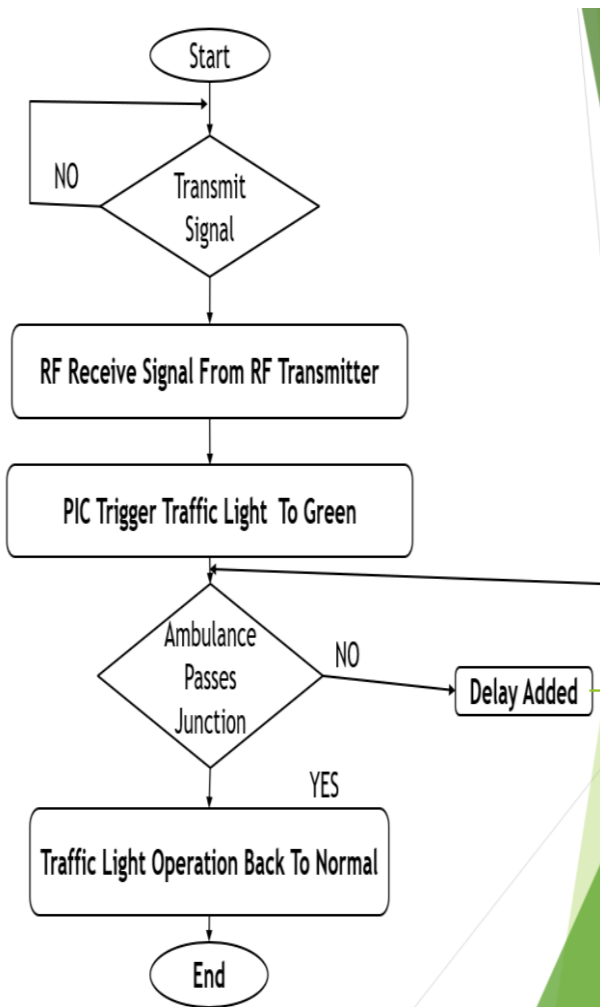 Start
NO
Transmit
Signal
RF Receive Signal From RF Transmitter
PIC Trigger Traffic Light To Green
Ambulance
Passes
Junction
NO
Delay Added
YES
Traffic Light Operation Back To Normal
End